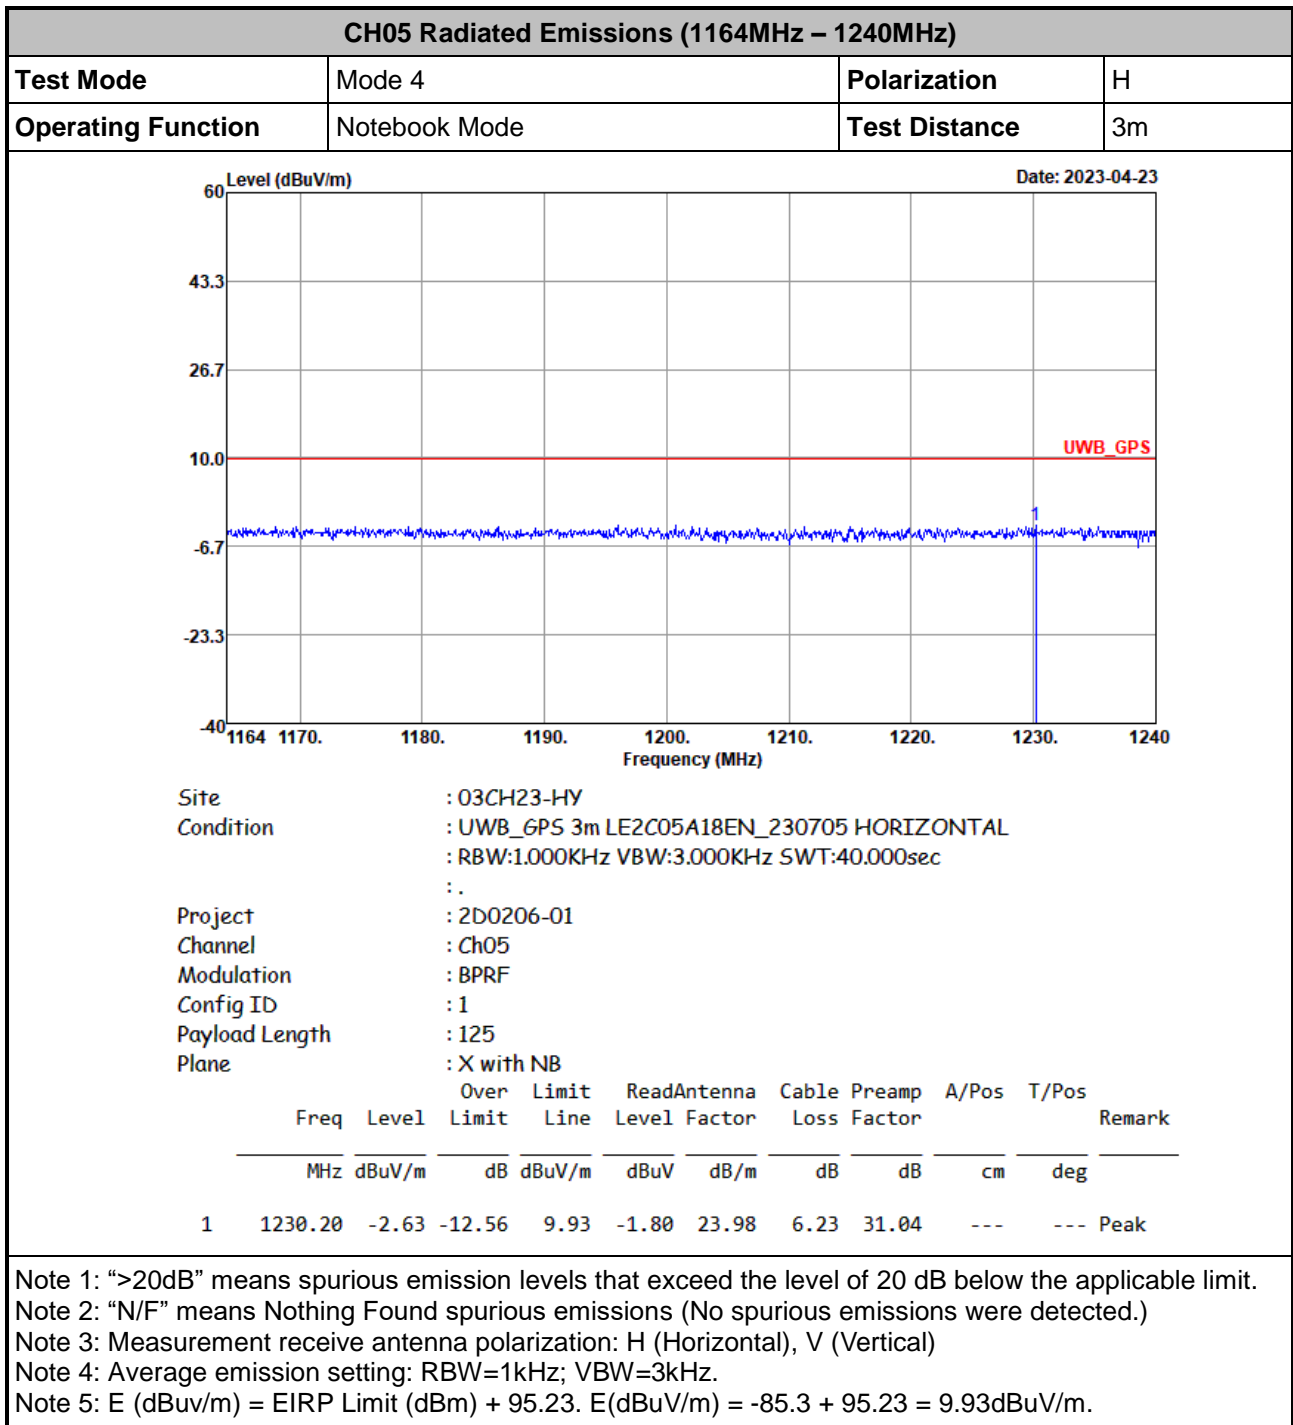 CH05 Radiated Emissions (1164MHz – 1240MHz)
Test Mode Mode 4 Polarization H
Operating Function Notebook Mode Test Distance 3m
Level (dBuV/m) Date: 2023-04-23
60
43.3
26.7
10.0
-6.7
-23.3
-40
UWB_GPS
1
1164 1170. 1180. 1190. 1200. 1210. 1220. 1230. 1240
Frequency (MHz)
Site : 03CH23-HY
Condition : UWB_GPS 3m LE2C05A18EN_230705 HORIZONTAL
: RBW:1.000KHz VBW:3.000KHz SWT:40.000sec
: .
Project : 2D0206-01
Channel : Ch05
Modulation : BPRF
Config ID : 1
Payload Length : 125
Plane : X with NB
Over Limit ReadAntenna Cable Preamp A/Pos T/Pos
Freq Level Limit Line Level Factor Loss Factor Remark
MHz dBuV/m dB dBuV/m dBuV dB/m dB dB cm deg
1 1230.20 -2.63 -12.56 9.93 -1.80 23.98 6.23 31.04 --- --- Peak
Note 1: “>20dB” means spurious emission levels that exceed the level of 20 dB below the applicable limit.
Note 2: “N/F” means Nothing Found spurious emissions (No spurious emissions were detected.)
Note 3: Measurement receive antenna polarization: H (Horizontal), V (Vertical)
Note 4: Average emission setting: RBW=1kHz; VBW=3kHz.
Note 5: E (dBuv/m) = EIRP Limit (dBm) + 95.23. E(dBuV/m) = -85.3 + 95.23 = 9.93dBuV/m.